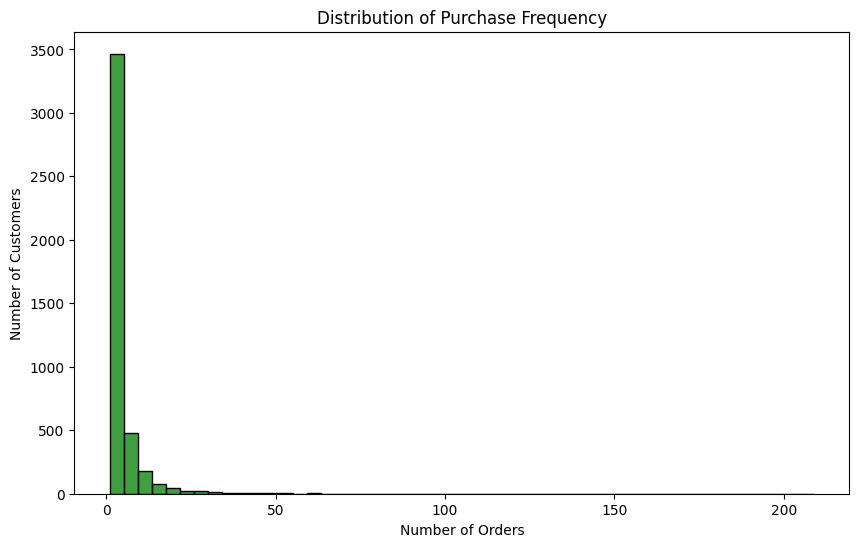 Distribution of Purchase Frequency
3500
3000
2500
2000
1500
1000
500
0
Number of Customers
0 50 100 150 200
Number of Orders